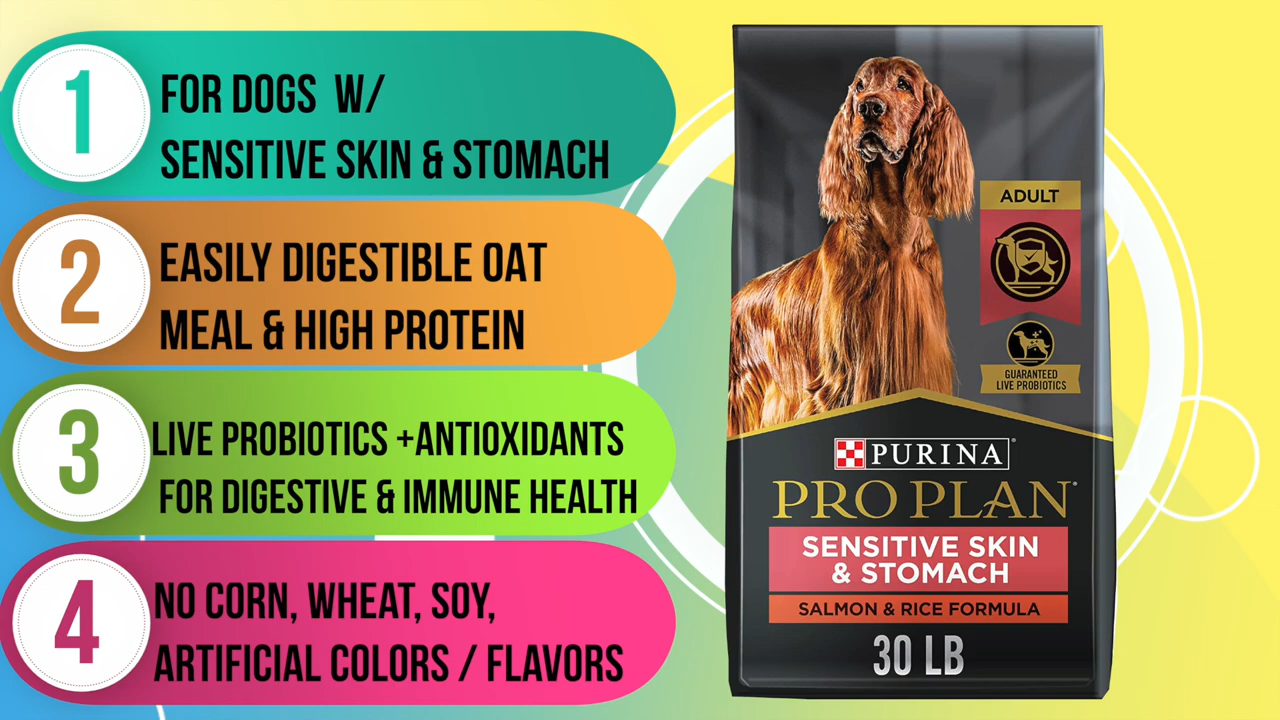 1
FOR DOGS W/
SENSITIVE SKIN & STOMACH
2
EASILY DIGESTIBLE OAT
MEAL & HIGH PROTEIN
3
LIVE PROBIOTICS +ANTIOXIDANTS
FOR DIGESTIVE & IMMUNE HEALTH
4
NO CORN, WHEAT, SOY,
ARTIFICIAL COLORS / FLAVORS
ADULT
GUARANTEED
LIVE PROBIOTICS
PURINA®
PRO PLAN®
SENSITIVE SKIN
& STOMACH
SALMON & RICE FORMULA
30 LB